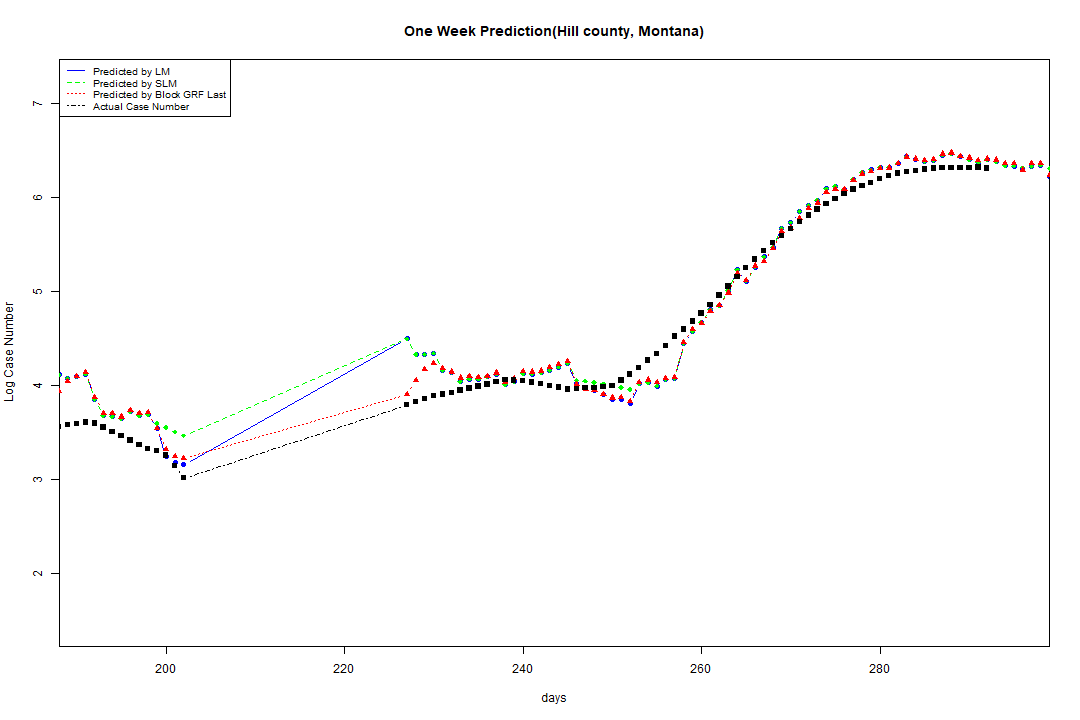 One Week Prediction(Hill county, Montana)
Predicted by LM
Predicted by SLM
Predicted by Block GRF Last
Actual Case Number
7
6
5
4
3
2
Log Case Number
200 220 240 260 280
days